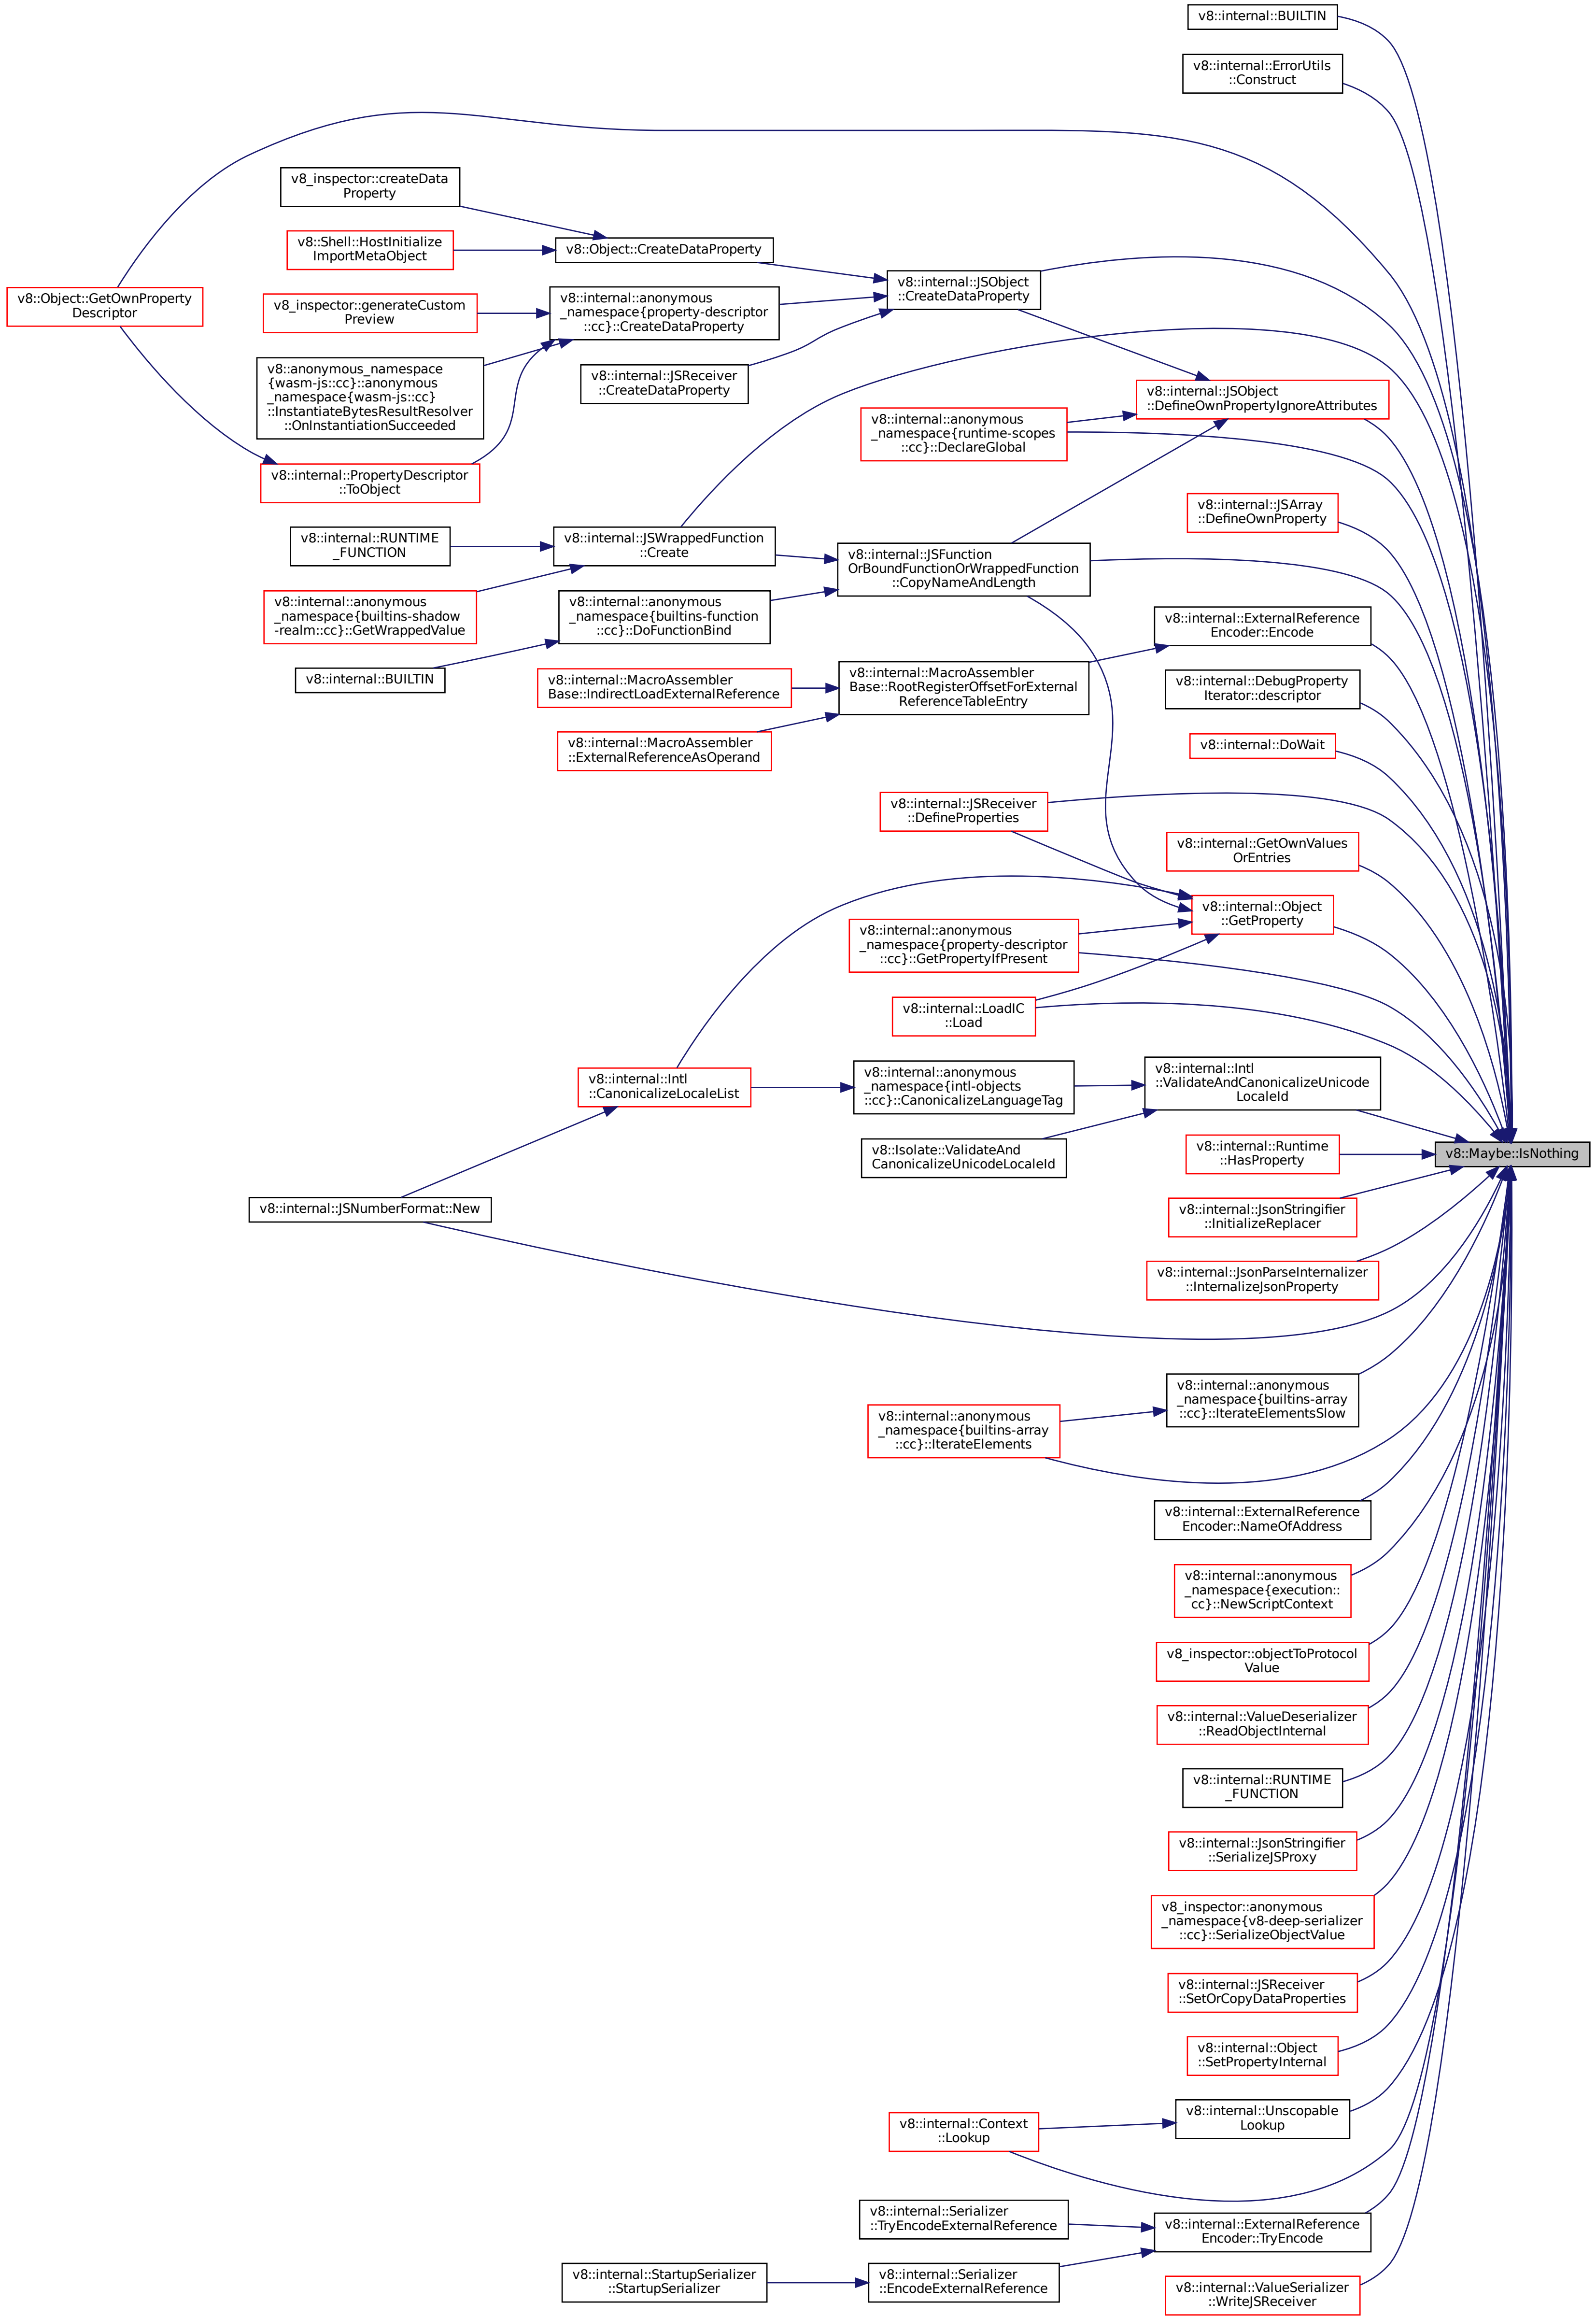 v8::internal::BUILTIN
v8::internal::ErrorUtils
::Construct
v8_inspector::createData
Property
v8::Shell::HostInitialize
ImportMetaObject
v8::Object::CreateDataProperty
v8::Object::GetOwnProperty
Descriptor
v8_inspector::generateCustom
Preview
v8::internal::anonymous
_namespace{property-descriptor
::cc}::CreateDataProperty
v8::internal::JSObject
::CreateDataProperty
v8::anonymous_namespace
{wasm-js::cc}::anonymous
_namespace{wasm-js::cc}
::InstantiateBytesResultResolver
::OnInstantiationSucceeded
v8::internal::JSReceiver
::CreateDataProperty
v8::internal::JSObject
::DefineOwnPropertyIgnoreAttributes
v8::internal::anonymous
_namespace{runtime-scopes
::cc}::DeclareGlobal
v8::internal::PropertyDescriptor
::ToObject
v8::internal::JSArray
::DefineOwnProperty
v8::internal::RUNTIME
_FUNCTION
v8::internal::JSWrappedFunction
::Create
v8::internal::JSFunction
OrBoundFunctionOrWrappedFunction
::CopyNameAndLength
v8::internal::anonymous
_namespace{builtins-shadow
-realm::cc}::GetWrappedValue
v8::internal::anonymous
_namespace{builtins-function
::cc}::DoFunctionBind
v8::internal::ExternalReference
Encoder::Encode
v8::internal::BUILTIN
v8::internal::MacroAssembler
Base::IndirectLoadExternalReference
v8::internal::MacroAssembler
Base::RootRegisterOffsetForExternal
ReferenceTableEntry
v8::internal::DebugProperty
Iterator::descriptor
v8::internal::MacroAssembler
::ExternalReferenceAsOperand
v8::internal::DoWait
v8::internal::JSReceiver
::DefineProperties
v8::internal::GetOwnValues
OrEntries
v8::internal::Object
::GetProperty
v8::internal::anonymous
_namespace{property-descriptor
::cc}::GetPropertyIfPresent
v8::internal::LoadIC
::Load
v8::internal::Intl
::CanonicalizeLocaleList
v8::internal::anonymous
_namespace{intl-objects
::cc}::CanonicalizeLanguageTag
v8::internal::Intl
::ValidateAndCanonicalizeUnicode
LocaleId
v8::Isolate::ValidateAnd
CanonicalizeUnicodeLocaleId
v8::internal::Runtime
::HasProperty
v8::Maybe::IsNothing
v8::internal::JSNumberFormat::New
v8::internal::JsonStringifier
::InitializeReplacer
v8::internal::JsonParseInternalizer
::InternalizeJsonProperty
v8::internal::anonymous
_namespace{builtins-array
::cc}::IterateElementsSlow
v8::internal::anonymous
_namespace{builtins-array
::cc}::IterateElements
v8::internal::ExternalReference
Encoder::NameOfAddress
v8::internal::anonymous
_namespace{execution::
cc}::NewScriptContext
v8_inspector::objectToProtocol
Value
v8::internal::ValueDeserializer
::ReadObjectInternal
v8::internal::RUNTIME
_FUNCTION
v8::internal::JsonStringifier
::SerializeJSProxy
v8_inspector::anonymous
_namespace{v8-deep-serializer
::cc}::SerializeObjectValue
v8::internal::JSReceiver
::SetOrCopyDataProperties
v8::internal::Object
::SetPropertyInternal
v8::internal::Context
::Lookup
v8::internal::Unscopable
Lookup
v8::internal::Serializer
::TryEncodeExternalReference
v8::internal::ExternalReference
Encoder::TryEncode
v8::internal::StartupSerializer
::StartupSerializer
v8::internal::Serializer
::EncodeExternalReference
v8::internal::ValueSerializer
::WriteJSReceiver